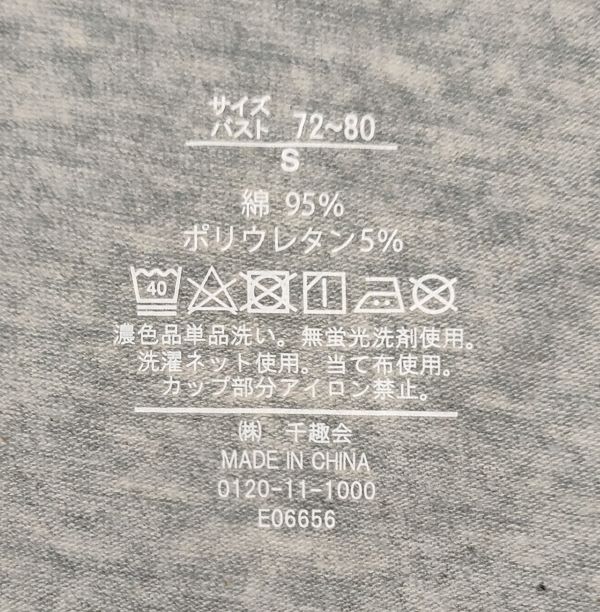 サイズ
バスト 72~80
S
綿 95%
ポリウレタン5%
40
濃色品単品洗い。無蛍光洗剤使用。
洗濯ネット使用。当て布使用。
カップ部分アイロン禁止。
㈱ 千趣会
MADE IN CHINA
0120-11-1000
E06656